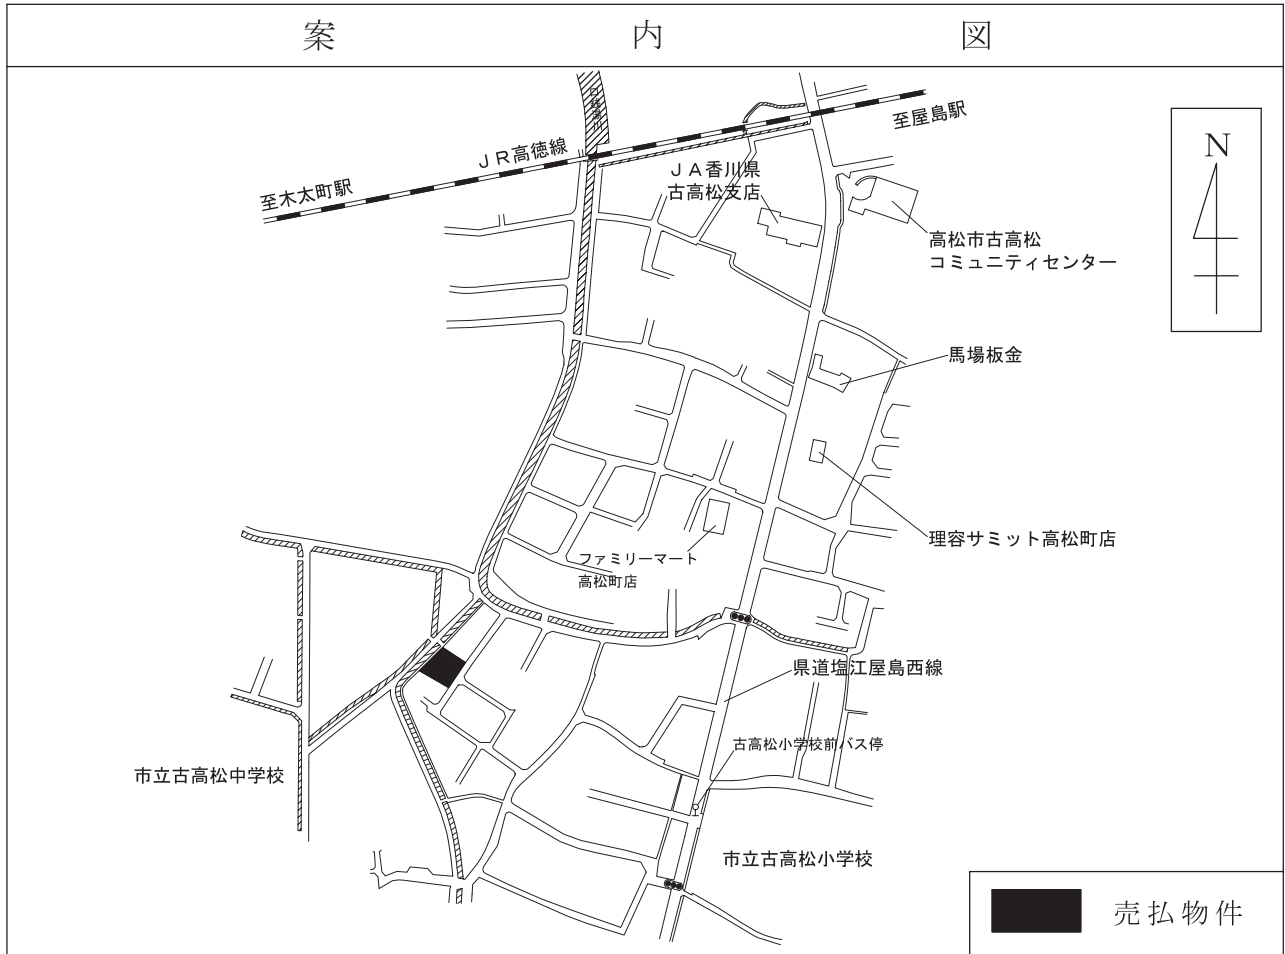 案内図
至屋島駅
JR高徳線
至木太町駅
JA香川県
古高松支店
N
高松市古高松
コミュニティセンター
馬場板金
理容サミット高松町店
ファミリーマート
高松町店
県道塩江屋島西線
古高松小学校前バス停
市立古高松中学校
市立古高松小学校
売払物件